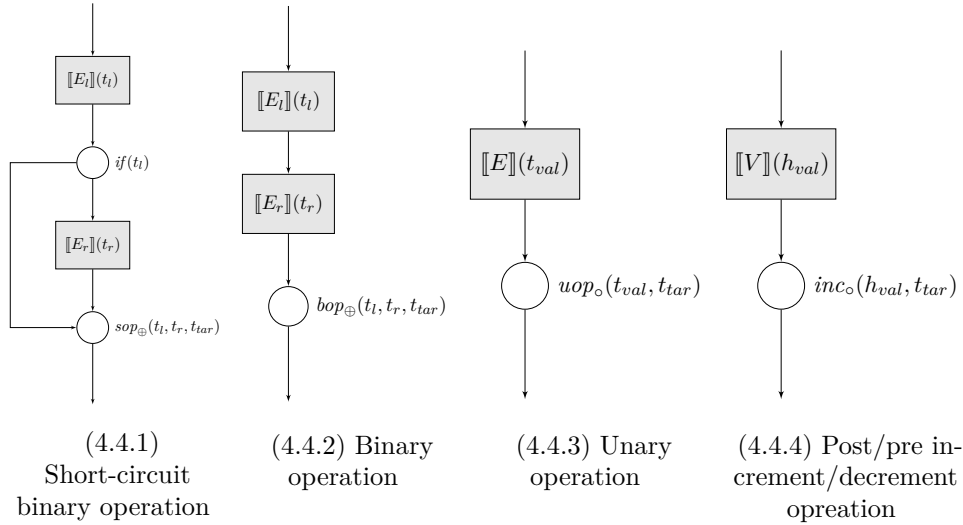 ⟦E_l⟧(t_l)
if(t_l)
⟦E_r⟧(t_r)
sop_⊕(t_l, t_r, t_tar)
(4.4.1)
Short-circuit
binary operation
⟦E_l⟧(t_l)
⟦E_r⟧(t_r)
bop_⊕(t_l, t_r, t_tar)
(4.4.2) Binary
operation
⟦E⟧(t_val)
uop_∘(t_val, t_tar)
(4.4.3) Unary
operation
⟦V⟧(h_val)
inc_∘(h_val, t_tar)
(4.4.4) Post/pre in-
crement/decrement
opreation